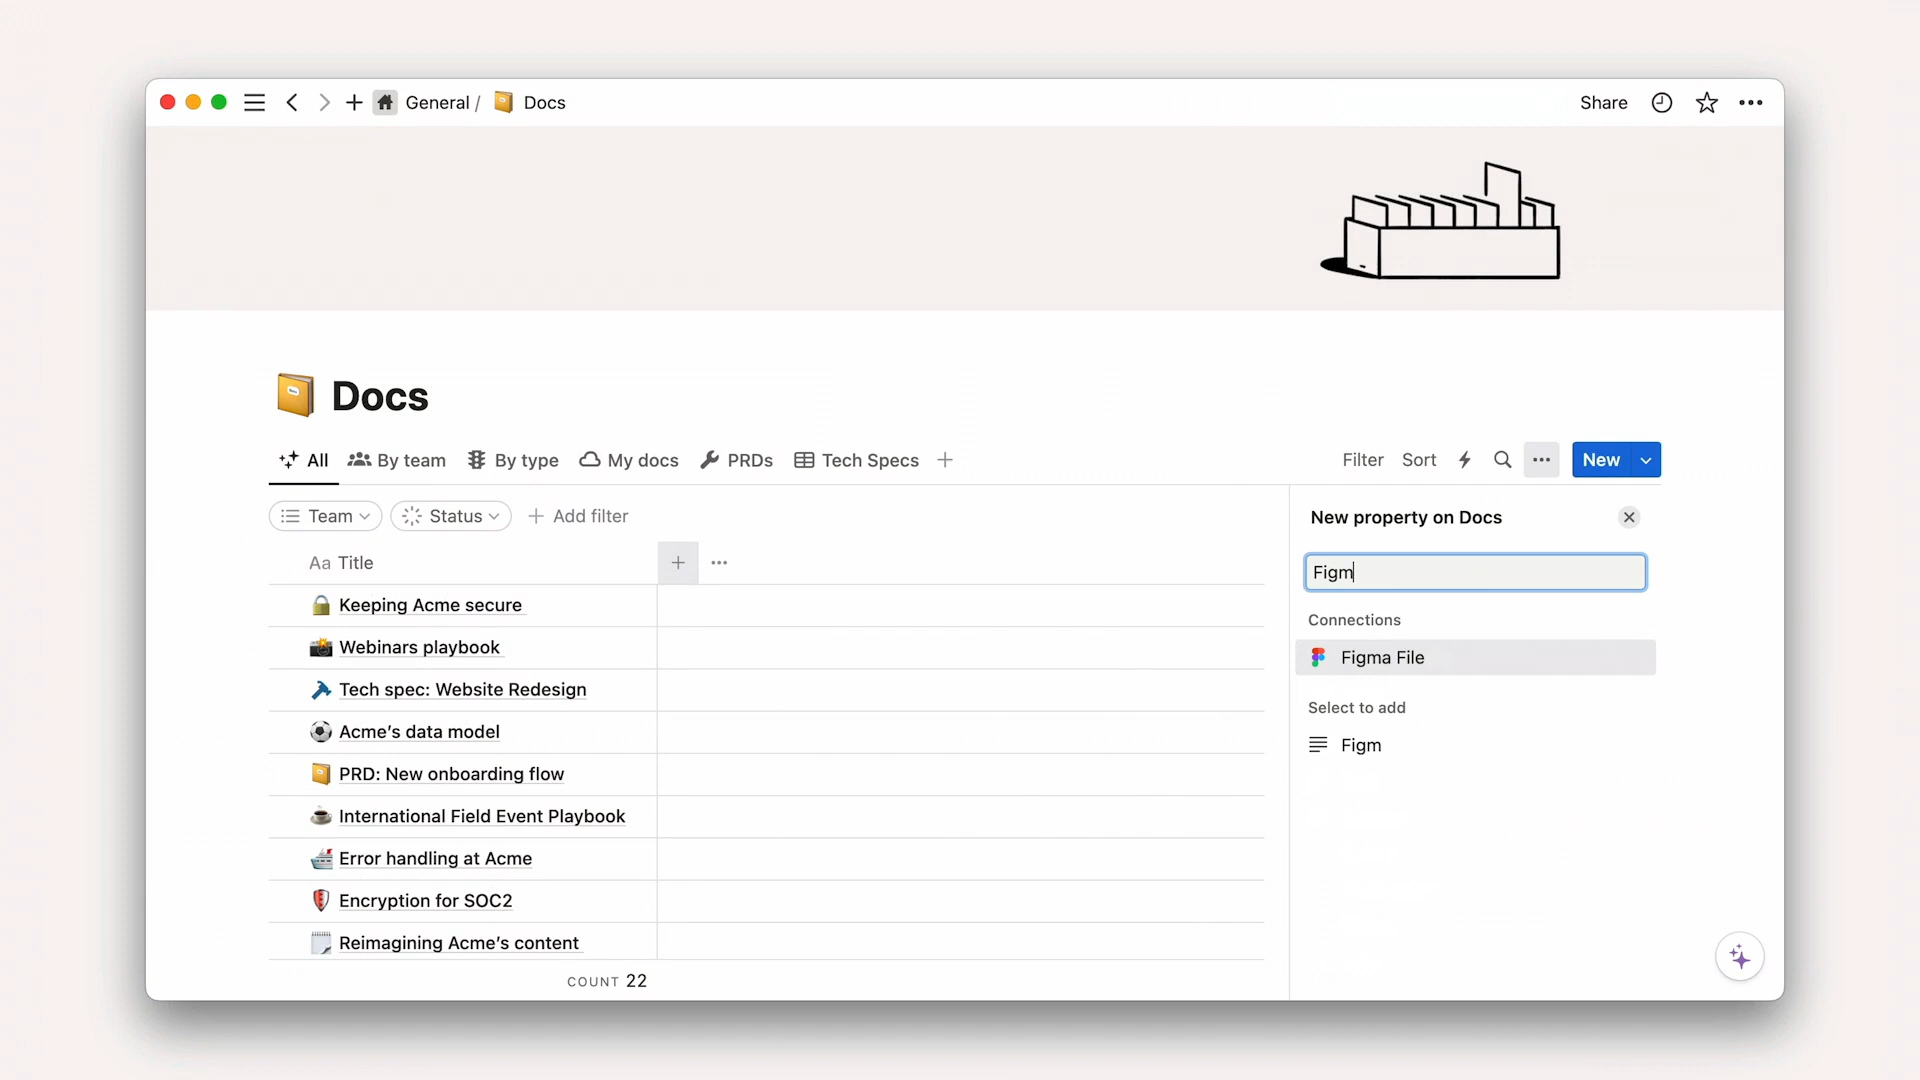 General / Docs
Share
Docs
All By team By type My docs PRDs Tech Specs
Filter Sort New
Team Status Add filter
New property on Docs
Aa Title
Figm
Keeping Acme secure
Connections
Webinars playbook
Figma File
Tech spec: Website Redesign
Select to add
Acme’s data model
Figm
PRD: New onboarding flow
International Field Event Playbook
Error handling at Acme
Encryption for SOC2
Reimagining Acme’s content
COUNT 22